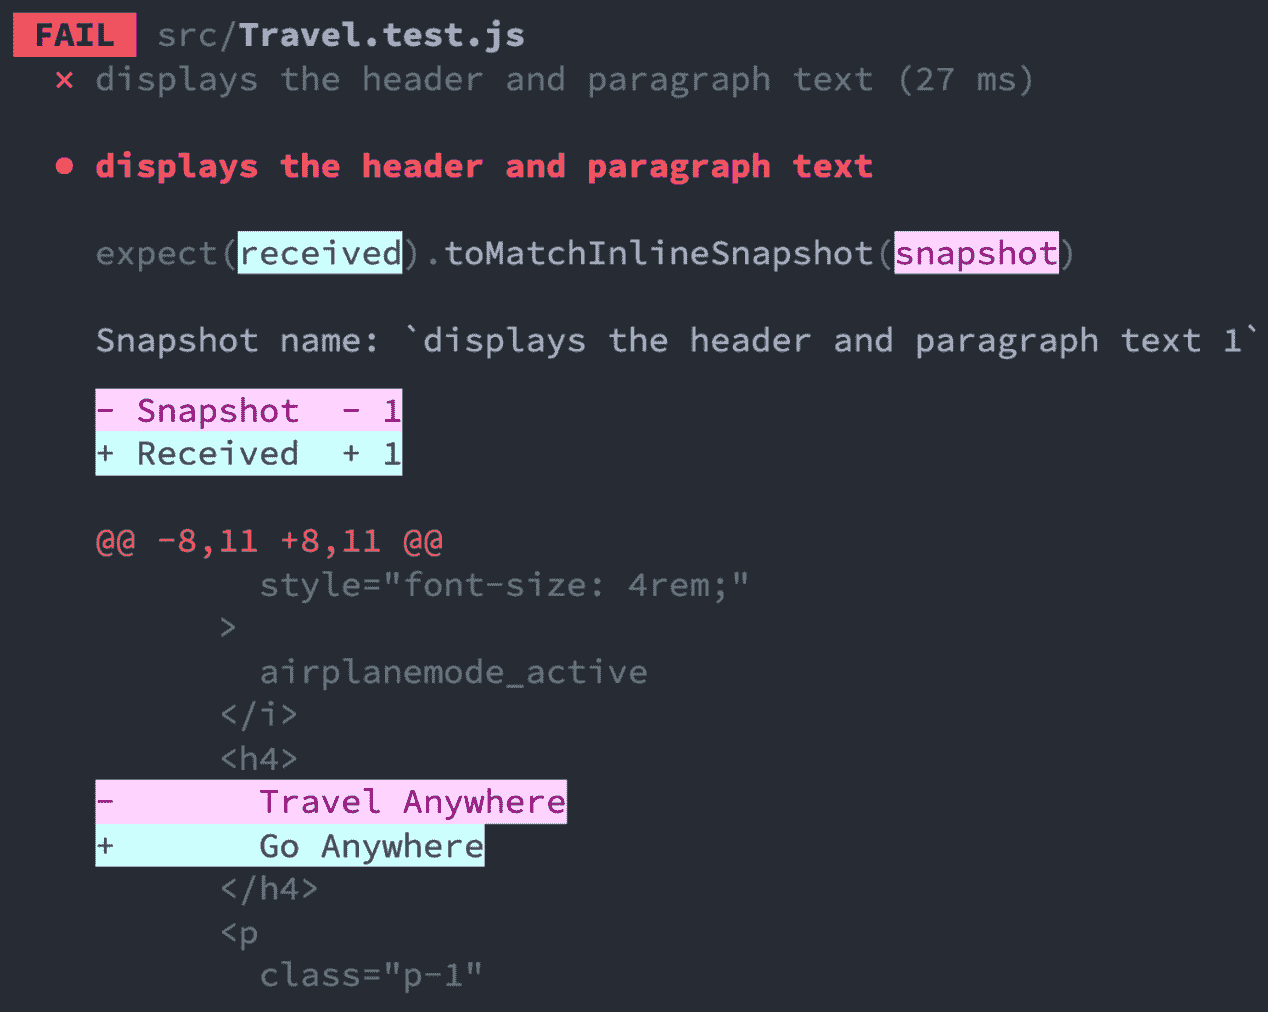 FAIL src/Travel.test.js
✕ displays the header and paragraph text (27 ms)
● displays the header and paragraph text
expect(received).toMatchInlineSnapshot(snapshot)
Snapshot name: `displays the header and paragraph text 1`
- Snapshot  - 1
+ Received  + 1
@@ -8,11 +8,11 @@
        style="font-size: 4rem;"
      >
        airplanemode_active
      </i>
      <h4>
-       Travel Anywhere
+       Go Anywhere
      </h4>
      <p
        class="p-1"